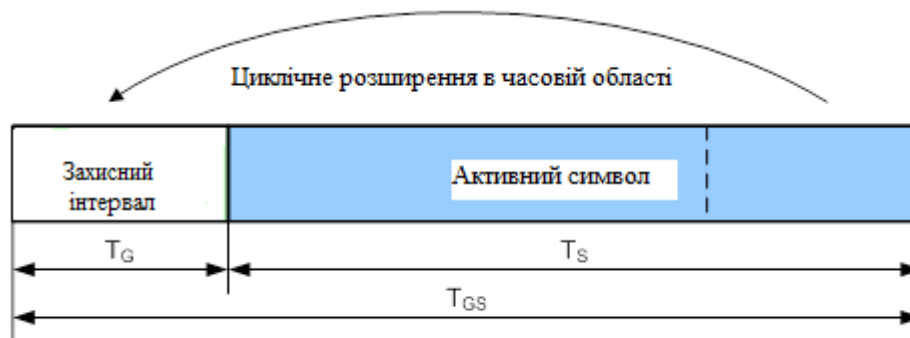 Циклічне розширення в часовій області
Захисний
інтервал
Активний символ
TG
TS
TGS